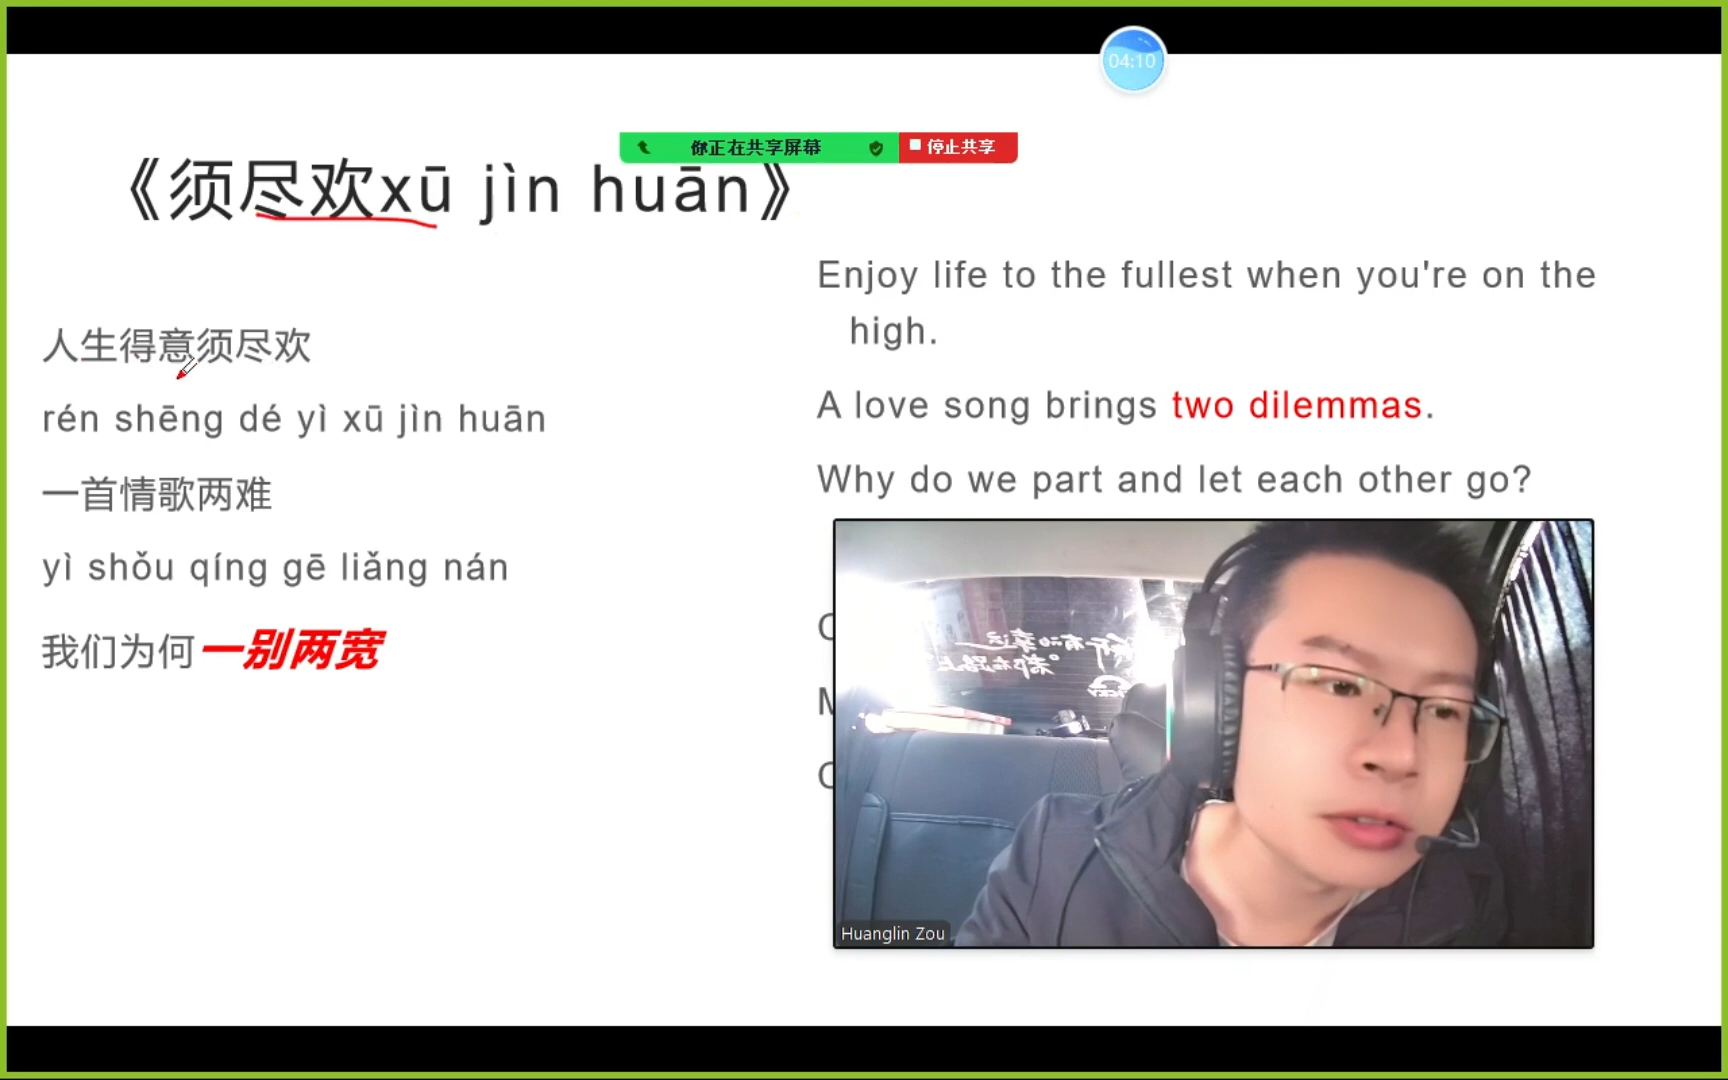 04:10
你正在共享屏幕
停止共享
《须尽欢xū jìn huān》
人生得意须尽欢
rén shēng dé yì xū jìn huān
一首情歌两难
yì shǒu qíng gē liǎng nán
我们为何一别两宽
Enjoy life to the fullest when you're on the
high.
A love song brings two dilemmas.
Why do we part and let each other go?
Huanglin Zou